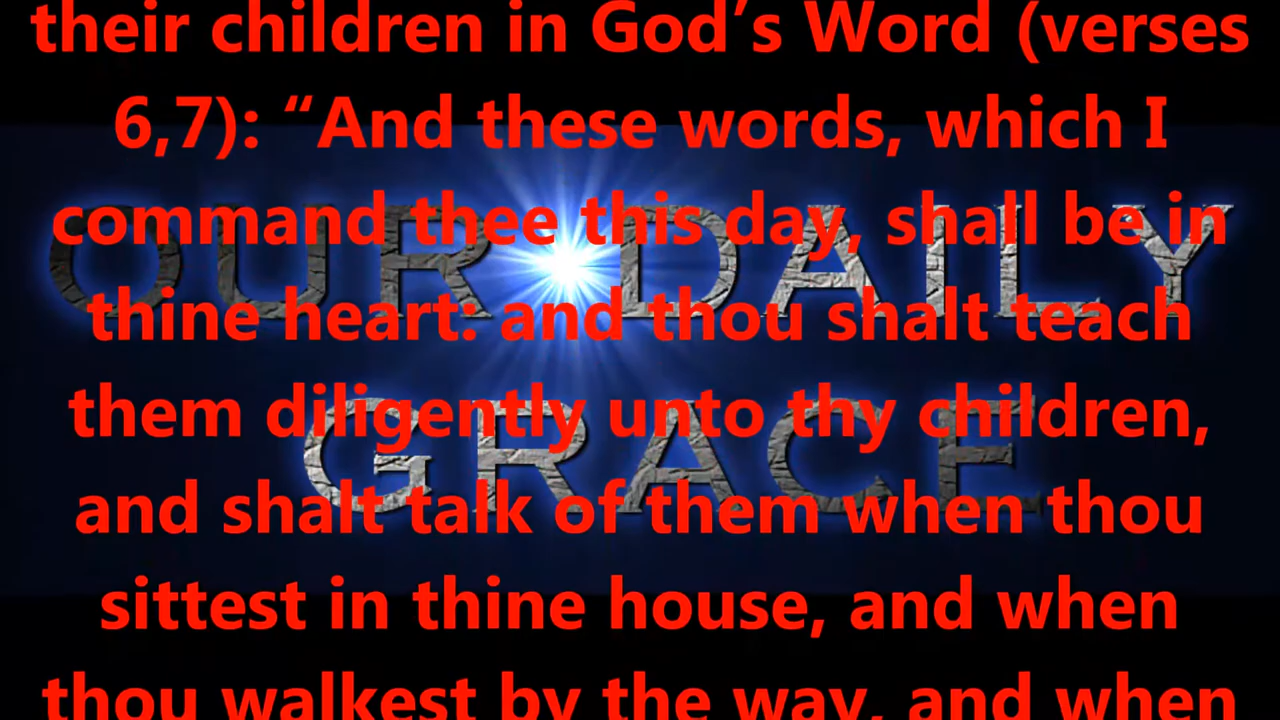 their children in God’s Word (verses
6,7): “And these words, which I
command thee this day, shall be in
thine heart: and thou shalt teach
them diligently unto thy children,
and shalt talk of them when thou
sittest in thine house, and when
thou walkest by the way, and when
OUR DAILY
GRACE